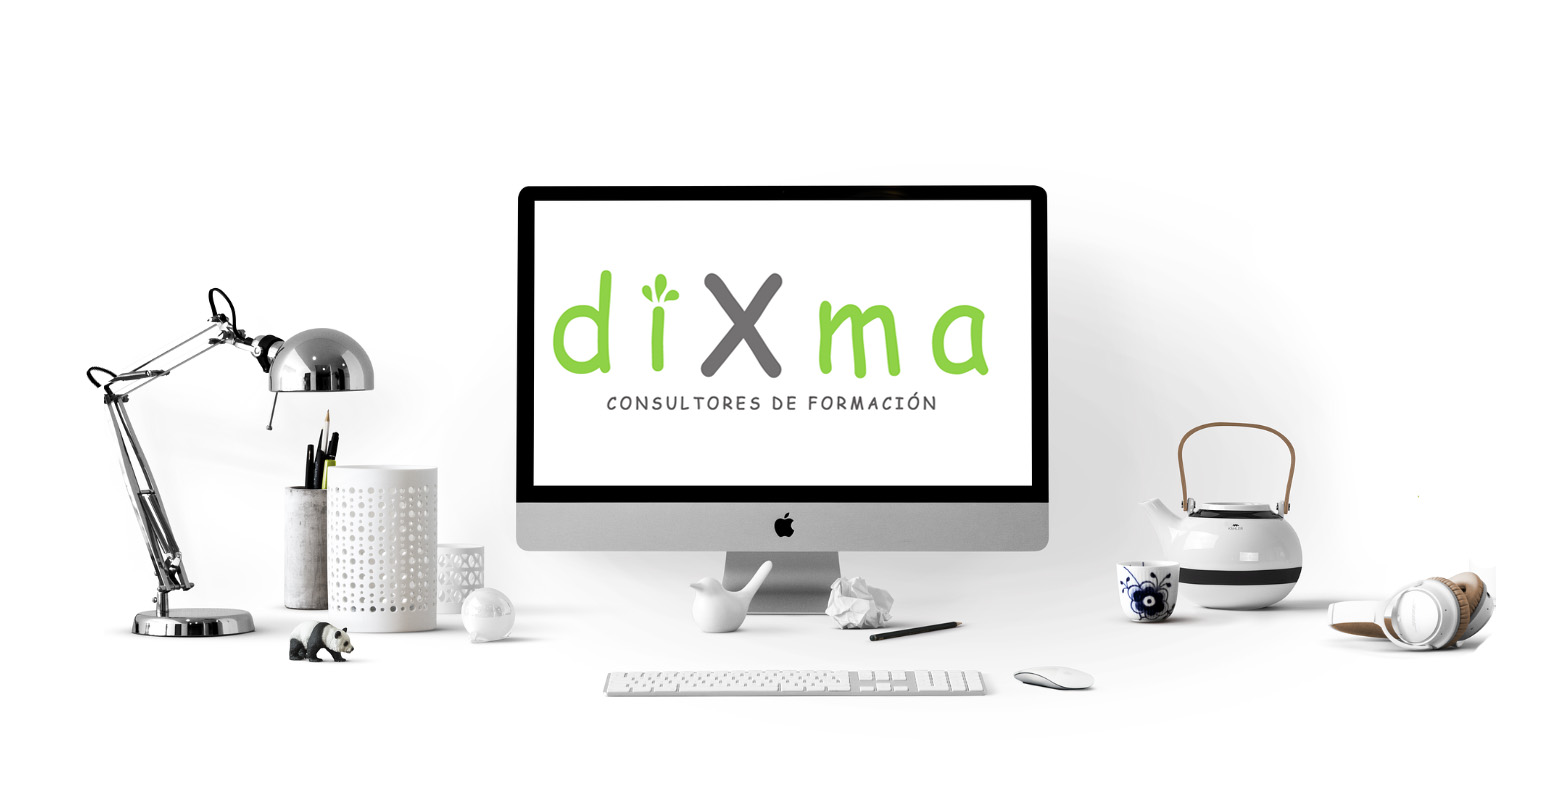 diXma
CONSULTORES DE FORMACIÓN